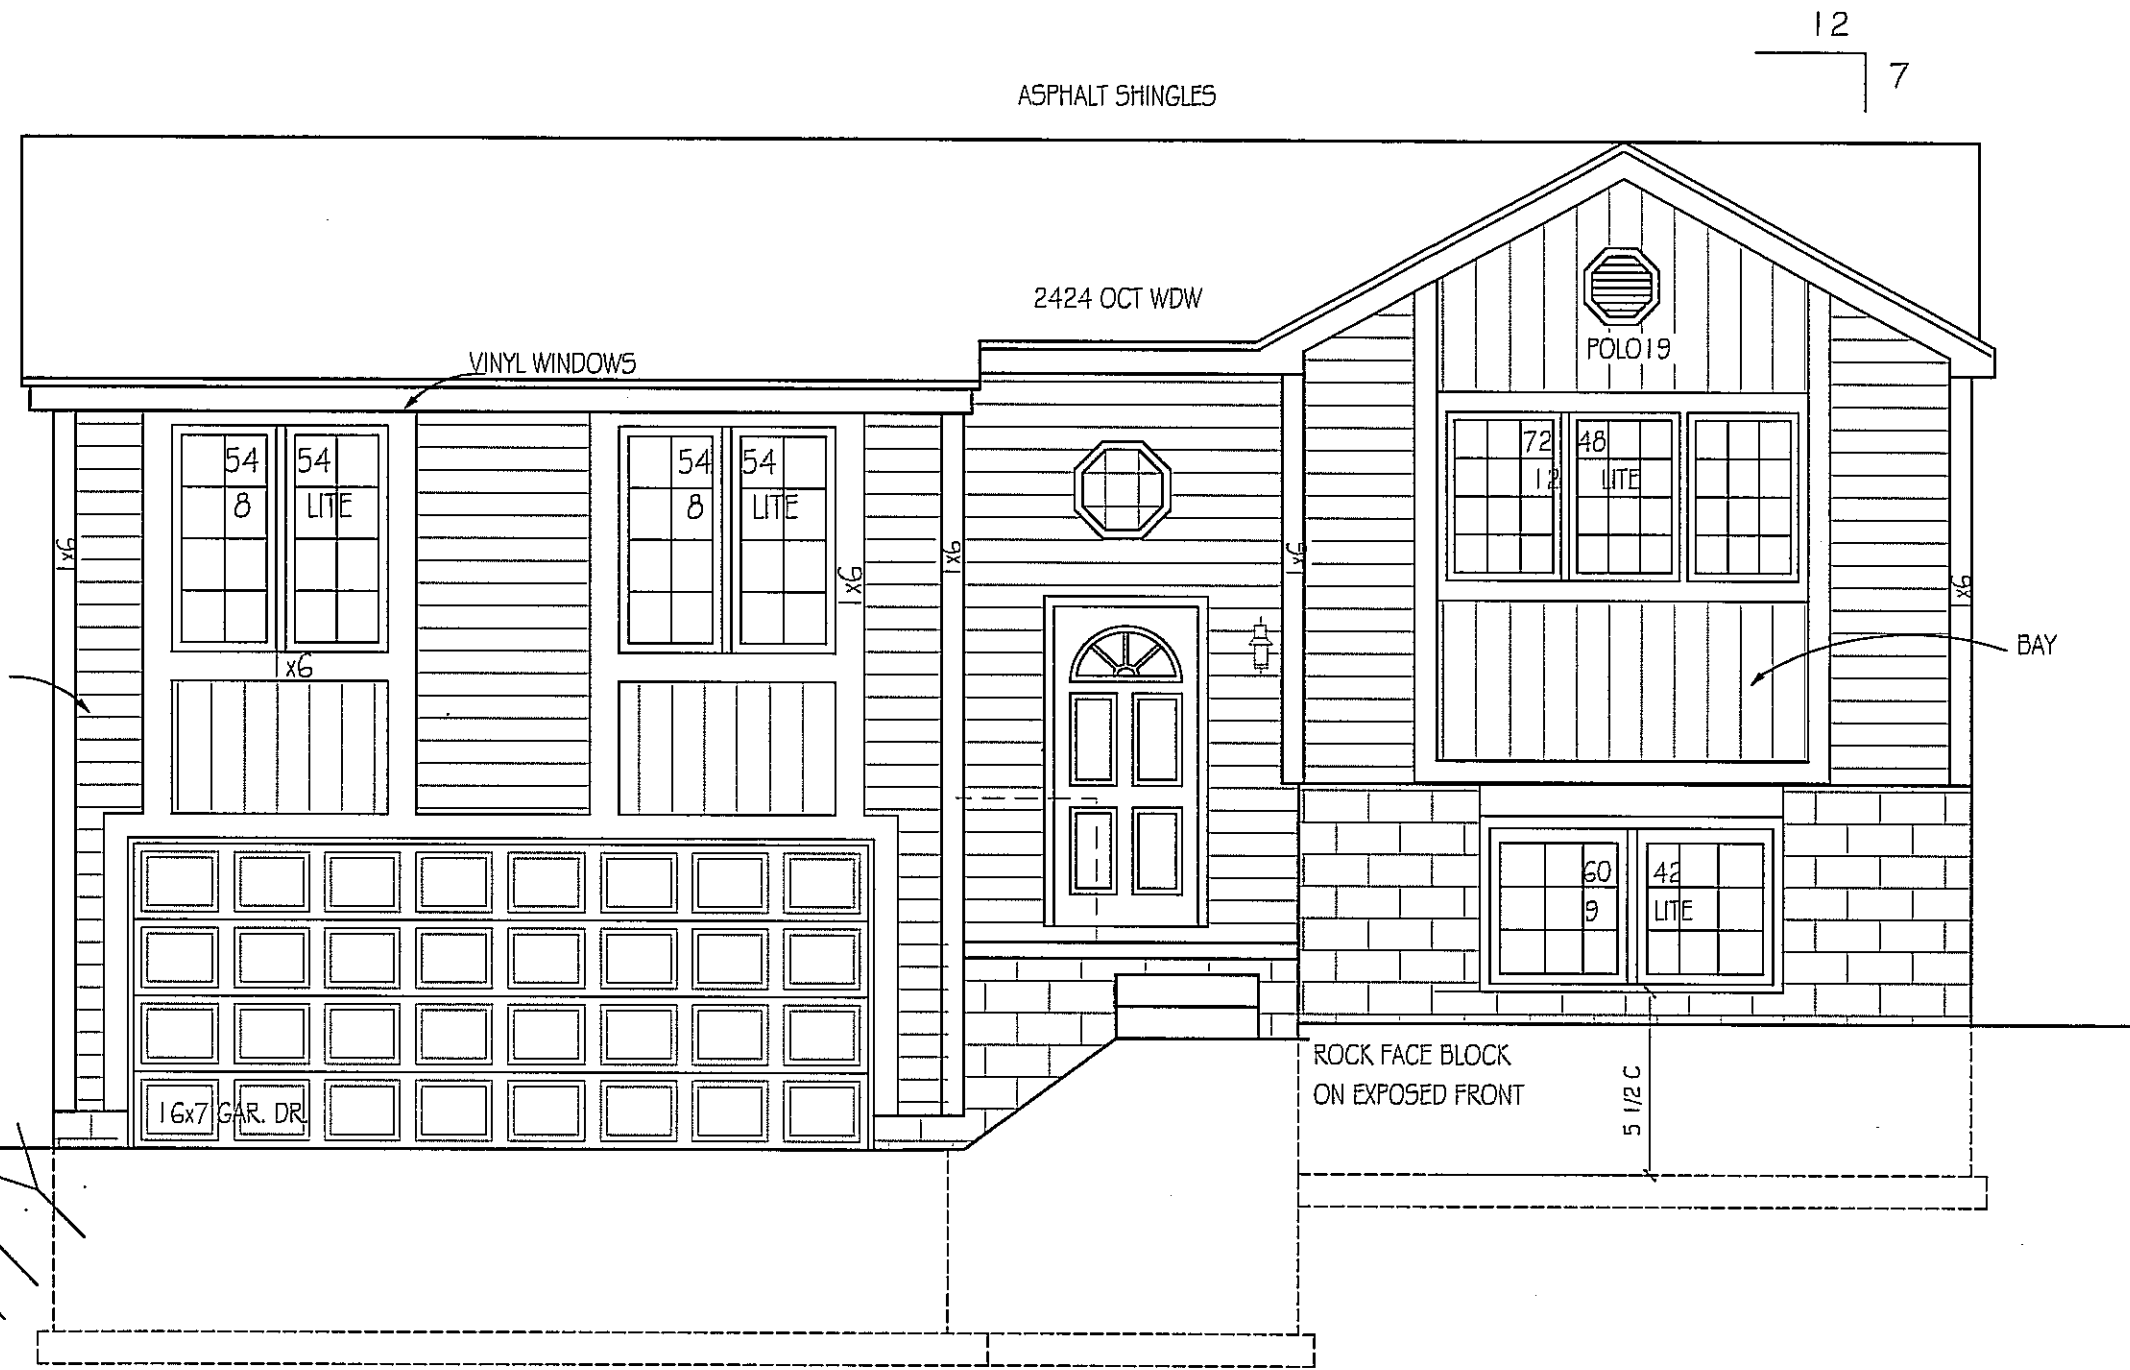 12
7
ASPHALT SHINGLES
2424 OCT WDW
POLO19
VINYL WINDOWS
54 54
8 LITE
54 54
8 LITE
72 48
12 LITE
1x6
1x6
1x6
1x6
1x6
x6
BAY
60 42
9 LITE
16x7 GAR. DR.
ROCK FACE BLOCK
ON EXPOSED FRONT
5 1/2 C